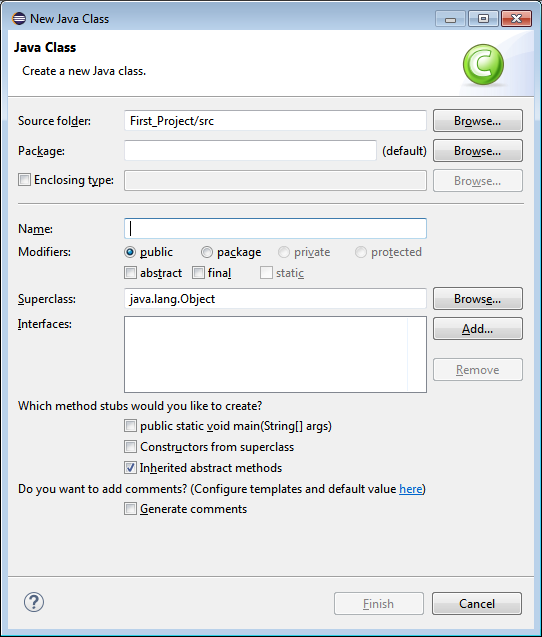 New Java Class
Java Class
Create a new Java class.
C
Source folder: First_Project/src Browse...
Package: (default) Browse...
Enclosing type: Browse...
Name:
Modifiers: public package private protected
abstract final static
Superclass: java.lang.Object Browse...
Interfaces: Add...
Remove
Which method stubs would you like to create?
public static void main(String[] args)
Constructors from superclass
Inherited abstract methods
Do you want to add comments? (Configure templates and default value here)
Generate comments
? Finish Cancel